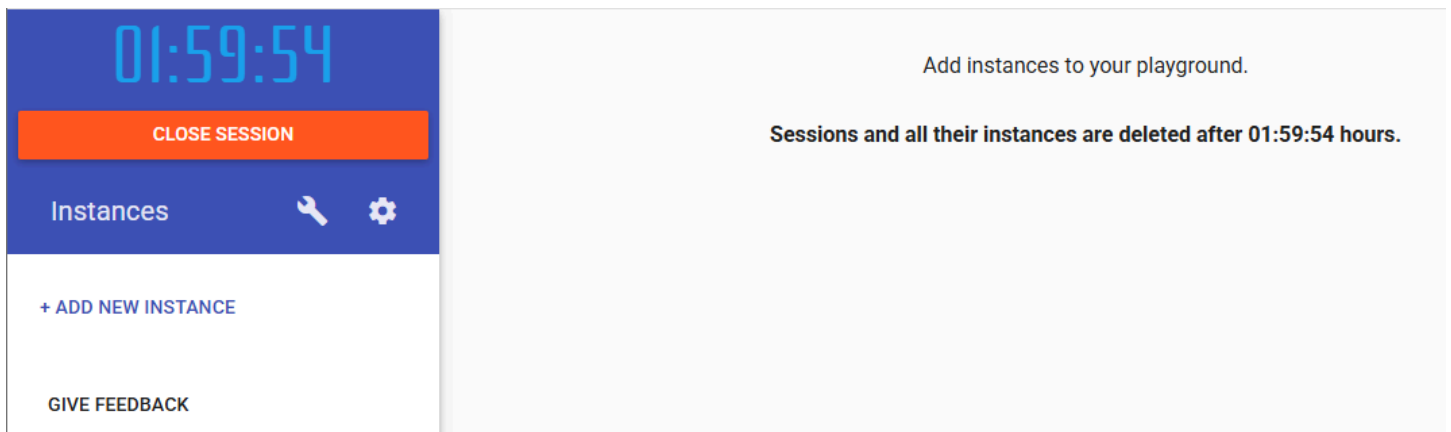 01:59:54
CLOSE SESSION
Instances
+ ADD NEW INSTANCE
GIVE FEEDBACK
Add instances to your playground.
Sessions and all their instances are deleted after 01:59:54 hours.